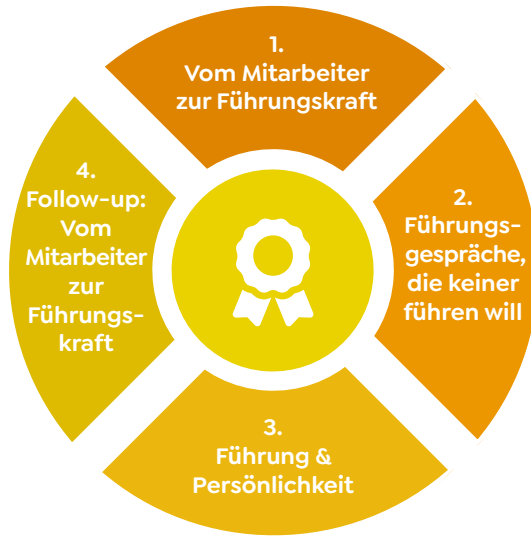 1.
Vom Mitarbeiter
zur Führungskraft
2.
Führungs-
gespräche,
die keiner
führen will
3.
Führung &
Persönlichkeit
4.
Follow-up:
Vom
Mitarbeiter
zur
Führungs-
kraft